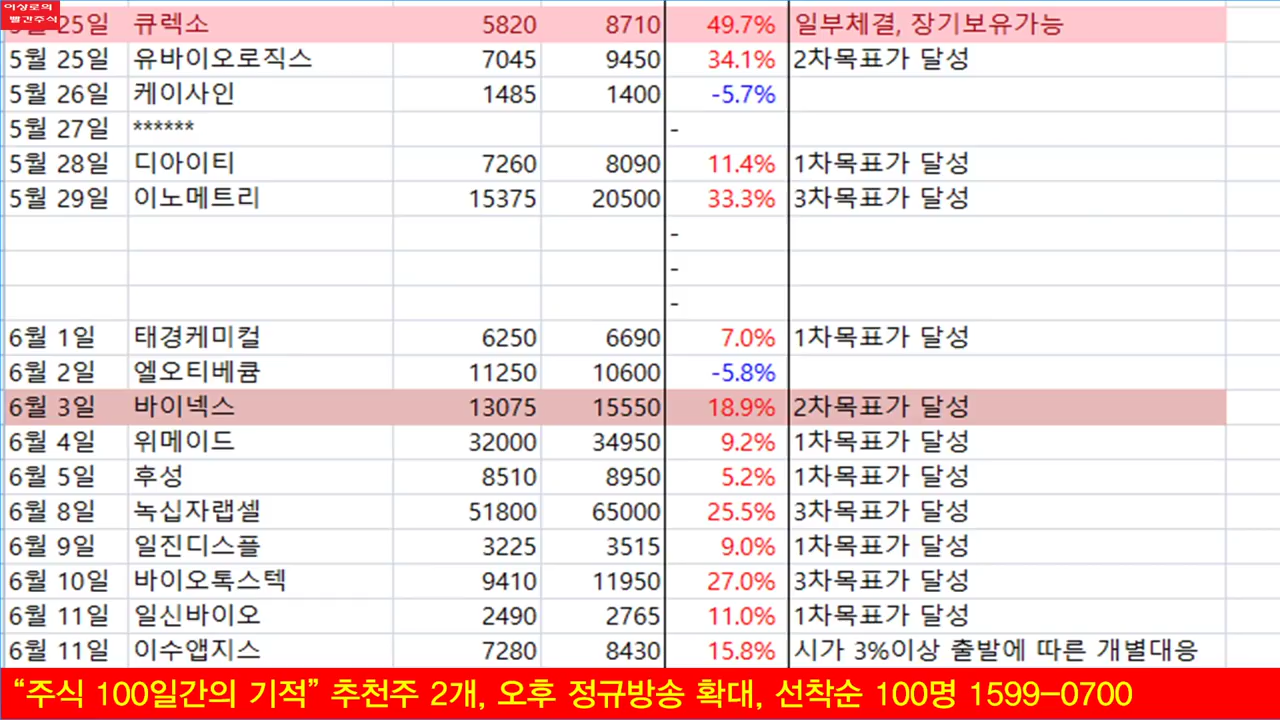 이상로의
빨간주식
25일 큐렉소 5820 8710 49.7% 일부체결, 장기보유가능
5월 25일 유바이오로직스 7045 9450 34.1% 2차목표가 달성
5월 26일 케이사인 1485 1400 -5.7%
5월 27일 ****** -
5월 28일 디아이티 7260 8090 11.4% 1차목표가 달성
5월 29일 이노메트리 15375 20500 33.3% 3차목표가 달성
-
-
-
6월 1일 태경케미컬 6250 6690 7.0% 1차목표가 달성
6월 2일 엘오티베큠 11250 10600 -5.8%
6월 3일 바이넥스 13075 15550 18.9% 2차목표가 달성
6월 4일 위메이드 32000 34950 9.2% 1차목표가 달성
6월 5일 후성 8510 8950 5.2% 1차목표가 달성
6월 8일 녹십자랩셀 51800 65000 25.5% 3차목표가 달성
6월 9일 일진디스플 3225 3515 9.0% 1차목표가 달성
6월 10일 바이오톡스텍 9410 11950 27.0% 3차목표가 달성
6월 11일 일신바이오 2490 2765 11.0% 1차목표가 달성
6월 11일 이수앱지스 7280 8430 15.8% 시가 3%이상 출발에 따른 개별대응
“주식 100일간의 기적” 추천주 2개, 오후 정규방송 확대, 선착순 100명 1599-0700